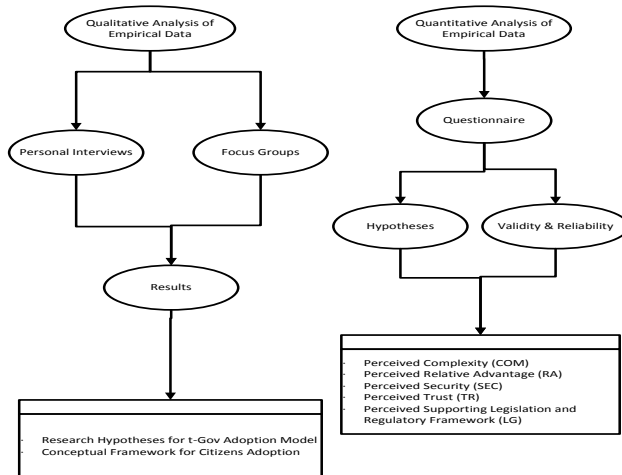 Qualitative Analysis of
Empirical Data
Personal Interviews
Focus Groups
Results
- Research Hypotheses for t-Gov Adoption Model
- Conceptual Framework for Citizens Adoption
Quantitative Analysis of
Empirical Data
Questionnaire
Hypotheses
Validity & Reliability
- Perceived Complexity (COM)
- Perceived Relative Advantage (RA)
- Perceived Security (SEC)
- Perceived Trust (TR)
- Perceived Supporting Legislation and
Regulatory Framework (LG)